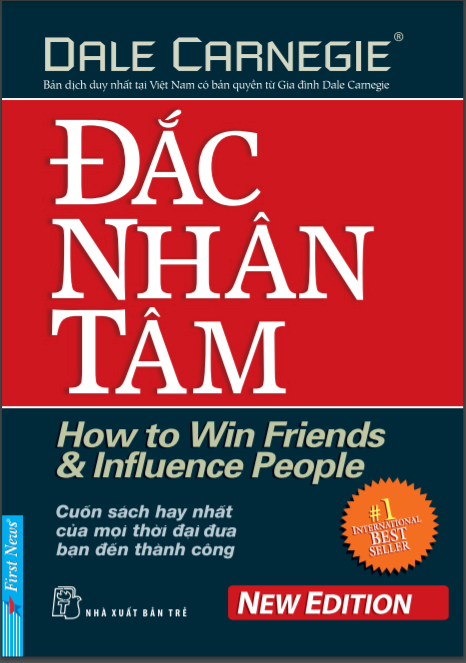 DALE CARNEGIE®
Bản dịch duy nhất tại Việt Nam có bản quyền từ Gia đình Dale Carnegie
ĐẮC
NHÂN
TÂM
How to Win Friends
& Influence People
Cuốn sách hay nhất
của mọi thời đại đưa
bạn đến thành công
#1
INTERNATIONAL
BEST
SELLER
First News®
NHÀ XUẤT BẢN TRẺ
NEW EDITION